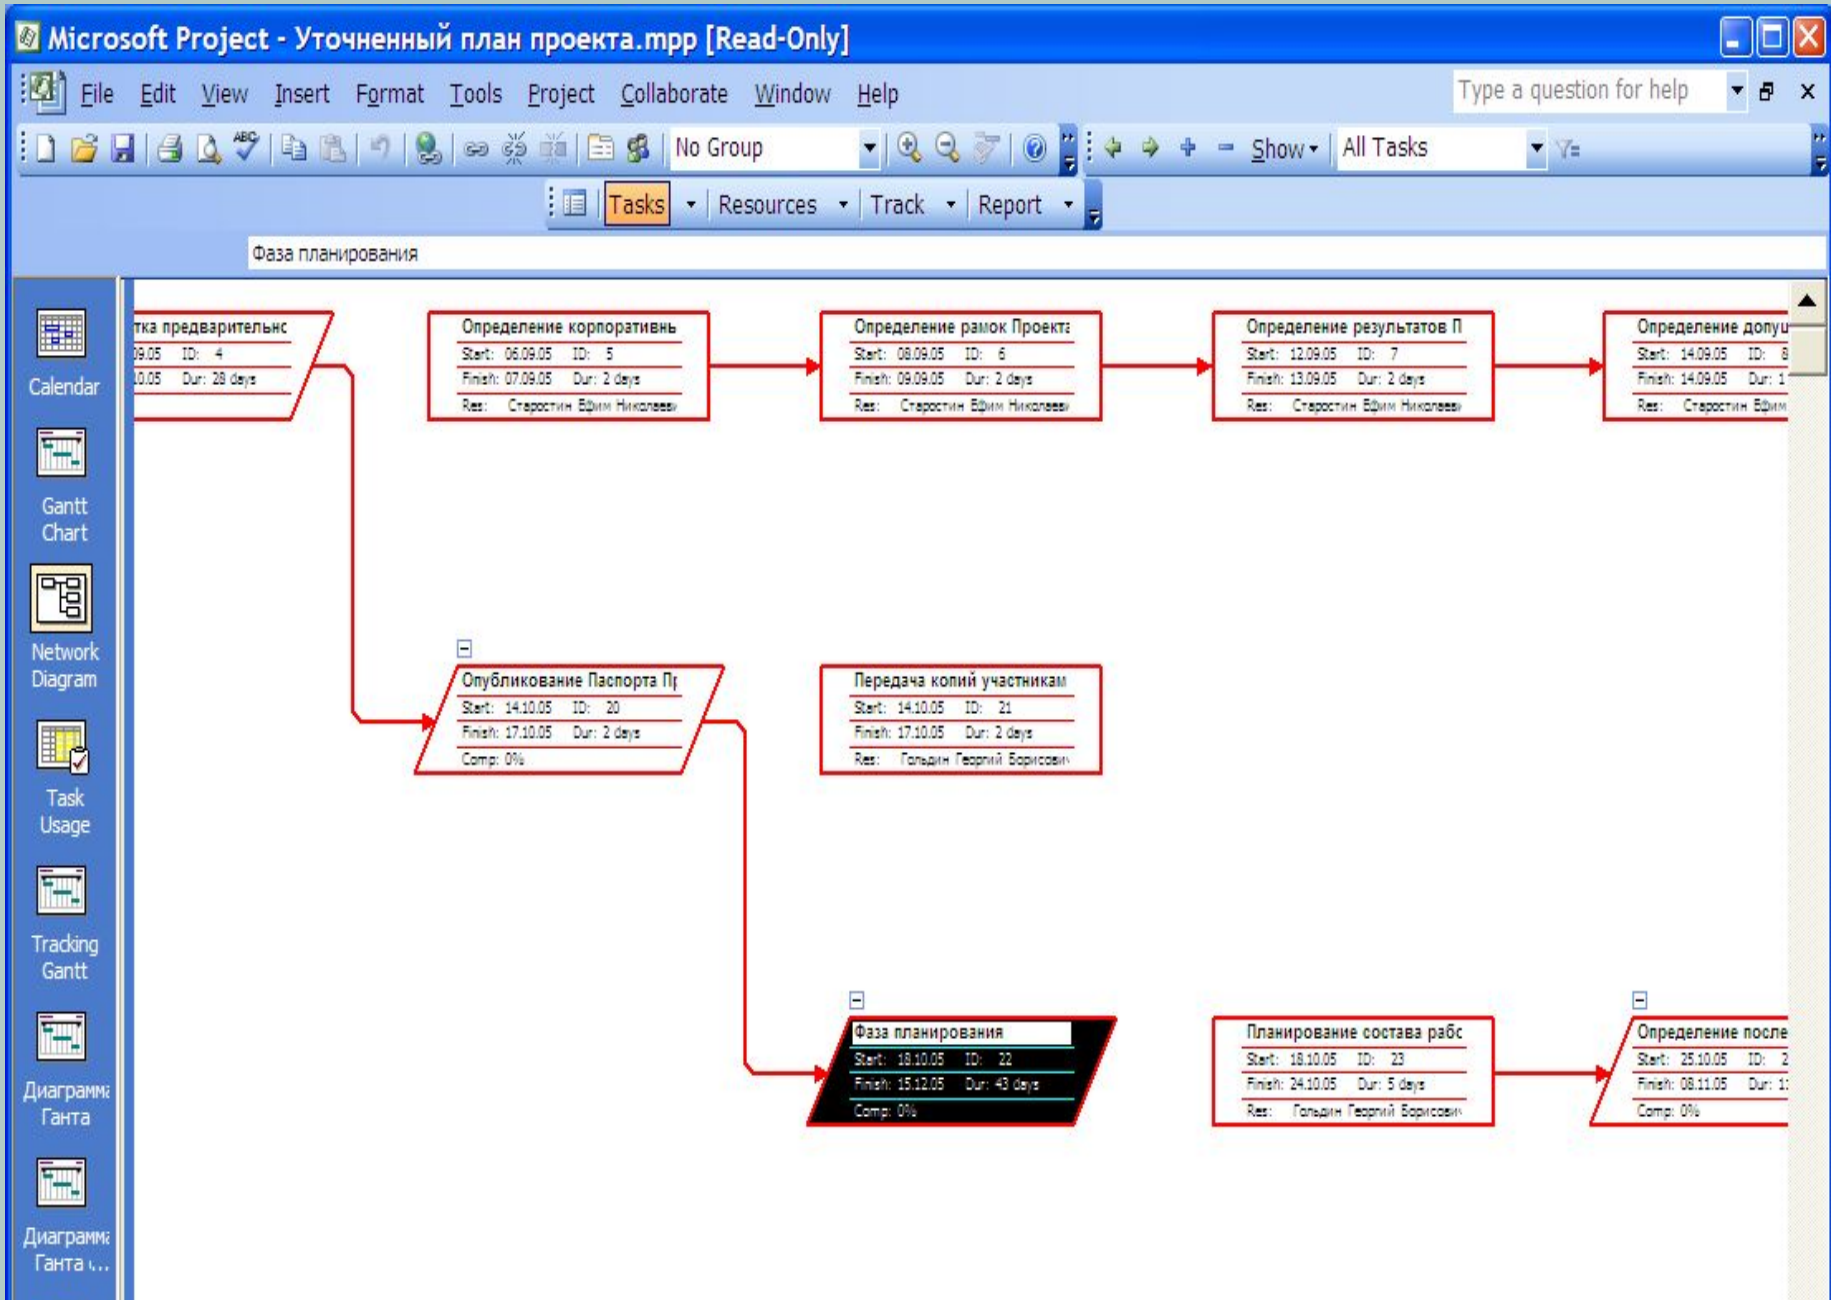 Microsoft Project - Уточненный план проекта.mpp [Read-Only]
File Edit View Insert Format Tools Project Collaborate Window Help
Type a question for help
No Group
Show
All Tasks
Tasks Resources Track Report
Фаза планирования
Calendar
Gantt
Chart
Network
Diagram
Task
Usage
Tracking
Gantt
Диаграмма
Ганта
Диаграмма
Ганта с...
тка предварительнс
09.05 ID: 4
10.05 Dur: 28 days
Определение корпоративнь
Start: 06.09.05 ID: 5
Finish: 07.09.05 Dur: 2 days
Res: Старостин Ефим Николаеви
Определение рамок Проекта
Start: 08.09.05 ID: 6
Finish: 09.09.05 Dur: 2 days
Res: Старостин Ефим Николаеви
Определение результатов П
Start: 12.09.05 ID: 7
Finish: 13.09.05 Dur: 2 days
Res: Старостин Ефим Николаеви
Определение допущ
Start: 14.09.05 ID: 8
Finish: 14.09.05 Dur: 1
Res: Старостин Ефим
Опубликование Паспорта Пр
Start: 14.10.05 ID: 20
Finish: 17.10.05 Dur: 2 days
Comp: 0%
Передача копий участникам
Start: 14.10.05 ID: 21
Finish: 17.10.05 Dur: 2 days
Res: Гольдин Георгий Борисович
Фаза планирования
Start: 18.10.05 ID: 22
Finish: 15.12.05 Dur: 43 days
Comp: 0%
Планирование состава рабс
Start: 18.10.05 ID: 23
Finish: 24.10.05 Dur: 5 days
Res: Гольдин Георгий Борисович
Определение после
Start: 25.10.05 ID: 2
Finish: 08.11.05 Dur: 11
Comp: 0%